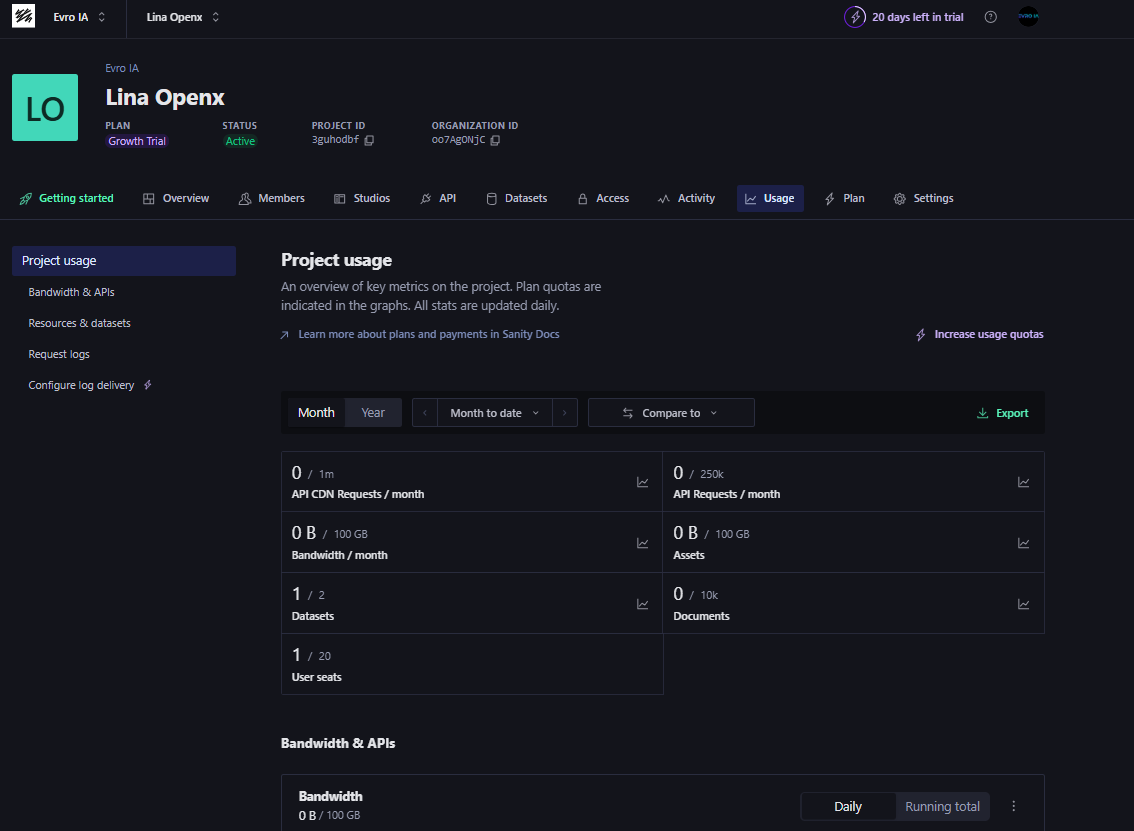 Evro IA
Lina Openx
20 days left in trial
Evro IA
LO
Lina Openx
PLAN
STATUS
PROJECT ID
ORGANIZATION ID
Growth Trial
Active
3guhodbf
oo7AgONjC
Getting started
Overview
Members
Studios
API
Datasets
Access
Activity
Usage
Plan
Settings
Project usage
Bandwidth & APIs
Resources & datasets
Request logs
Configure log delivery
Project usage
An overview of key metrics on the project. Plan quotas are
indicated in the graphs. All stats are updated daily.
Learn more about plans and payments in Sanity Docs
Increase usage quotas
Month
Year
Month to date
Compare to
Export
0 / 1m
API CDN Requests / month
0 / 250k
API Requests / month
0 B / 100 GB
Bandwidth / month
0 B / 100 GB
Assets
1 / 2
Datasets
0 / 10k
Documents
1 / 20
User seats
Bandwidth & APIs
Bandwidth
0 B / 100 GB
Daily
Running total